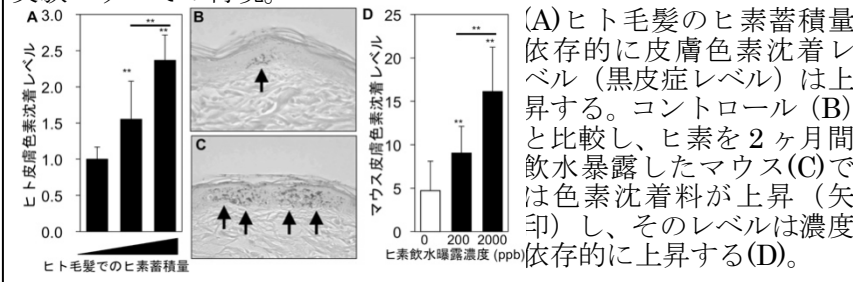 A
3.0
2.5
2.0
1.5
1.0
0.5
0.0
ヒト皮膚色素沈着レベル
**
**
**
ヒト毛髪でのヒ素蓄積量
B
C
D
25
20
15
10
5
0
マウス皮膚色素沈着レベル
**
**
**
0 200 2000
ヒ素飲水曝露濃度 (ppb)
(A)ヒト毛髪のヒ素蓄積量
依存的に皮膚色素沈着レ
ベル（黒皮症レベル）は上
昇する。コントロール（B）
と比較し、ヒ素を 2 ヶ月間
飲水暴露したマウス(C)で
は色素沈着料が上昇（矢
印）し、そのレベルは濃度
依存的に上昇する(D)。